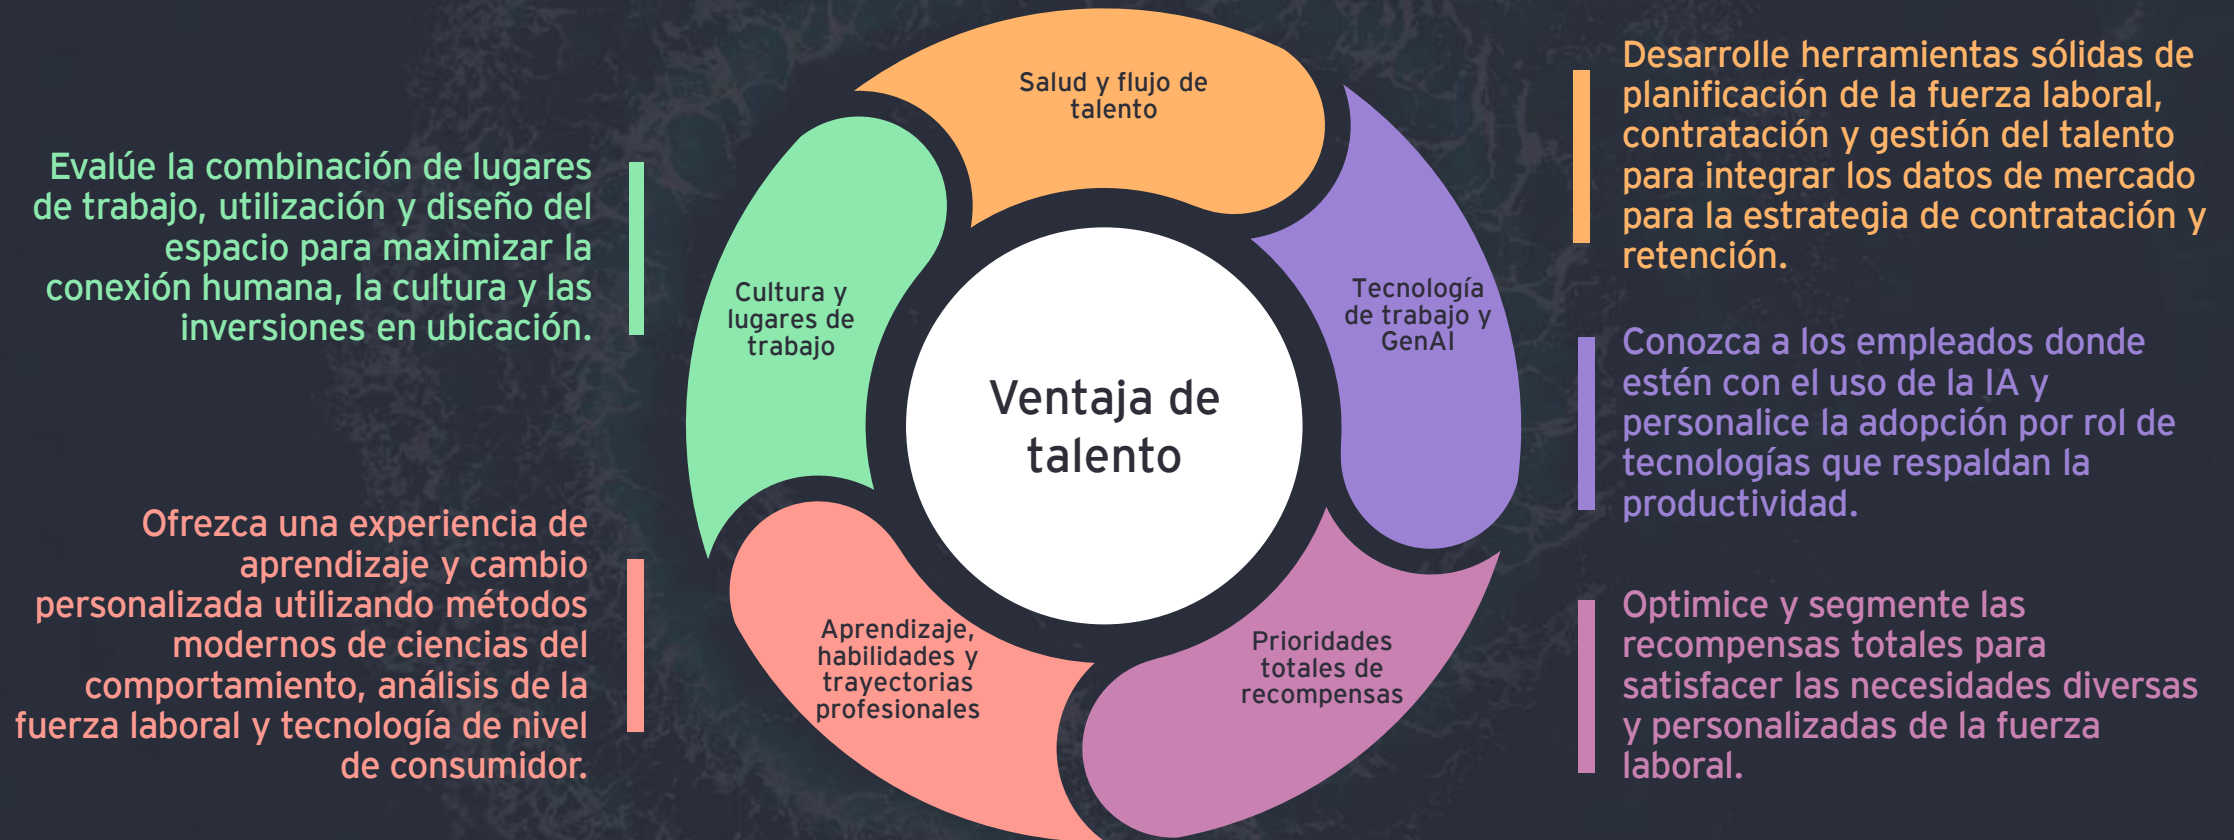 Salud y flujo de
talento
Desarrolle herramientas sólidas de
planificación de la fuerza laboral,
contratación y gestión del talento
para integrar los datos de mercado
para la estrategia de contratación y
retención.
Evalúe la combinación de lugares
de trabajo, utilización y diseño del
espacio para maximizar la
conexión humana, la cultura y las
inversiones en ubicación.
Cultura y
lugares de
trabajo
Tecnología
de trabajo y
GenAI
Conozca a los empleados donde
estén con el uso de la IA y
personalice la adopción por rol de
tecnologías que respaldan la
productividad.
Ventaja de
talento
Ofrezca una experiencia de
aprendizaje y cambio
personalizada utilizando métodos
modernos de ciencias del
comportamiento, análisis de la
fuerza laboral y tecnología de nivel
de consumidor.
Aprendizaje,
habilidades y
trayectorias
profesionales
Prioridades
totales de
recompensas
Optimice y segmente las
recompensas totales para
satisfacer las necesidades diversas
y personalizadas de la fuerza
laboral.